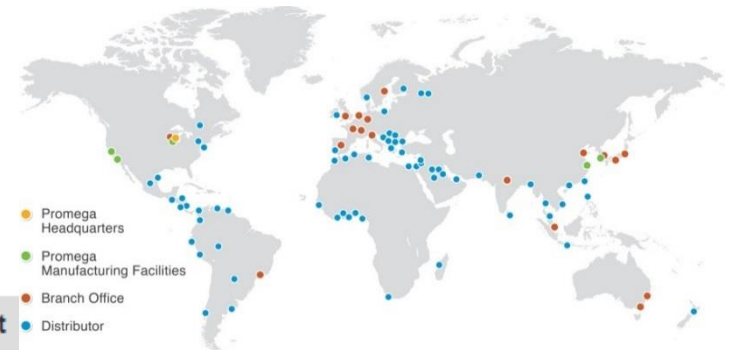 Promega
Headquarters
Promega
Manufacturing Facilities
Branch Office
t
Distributor